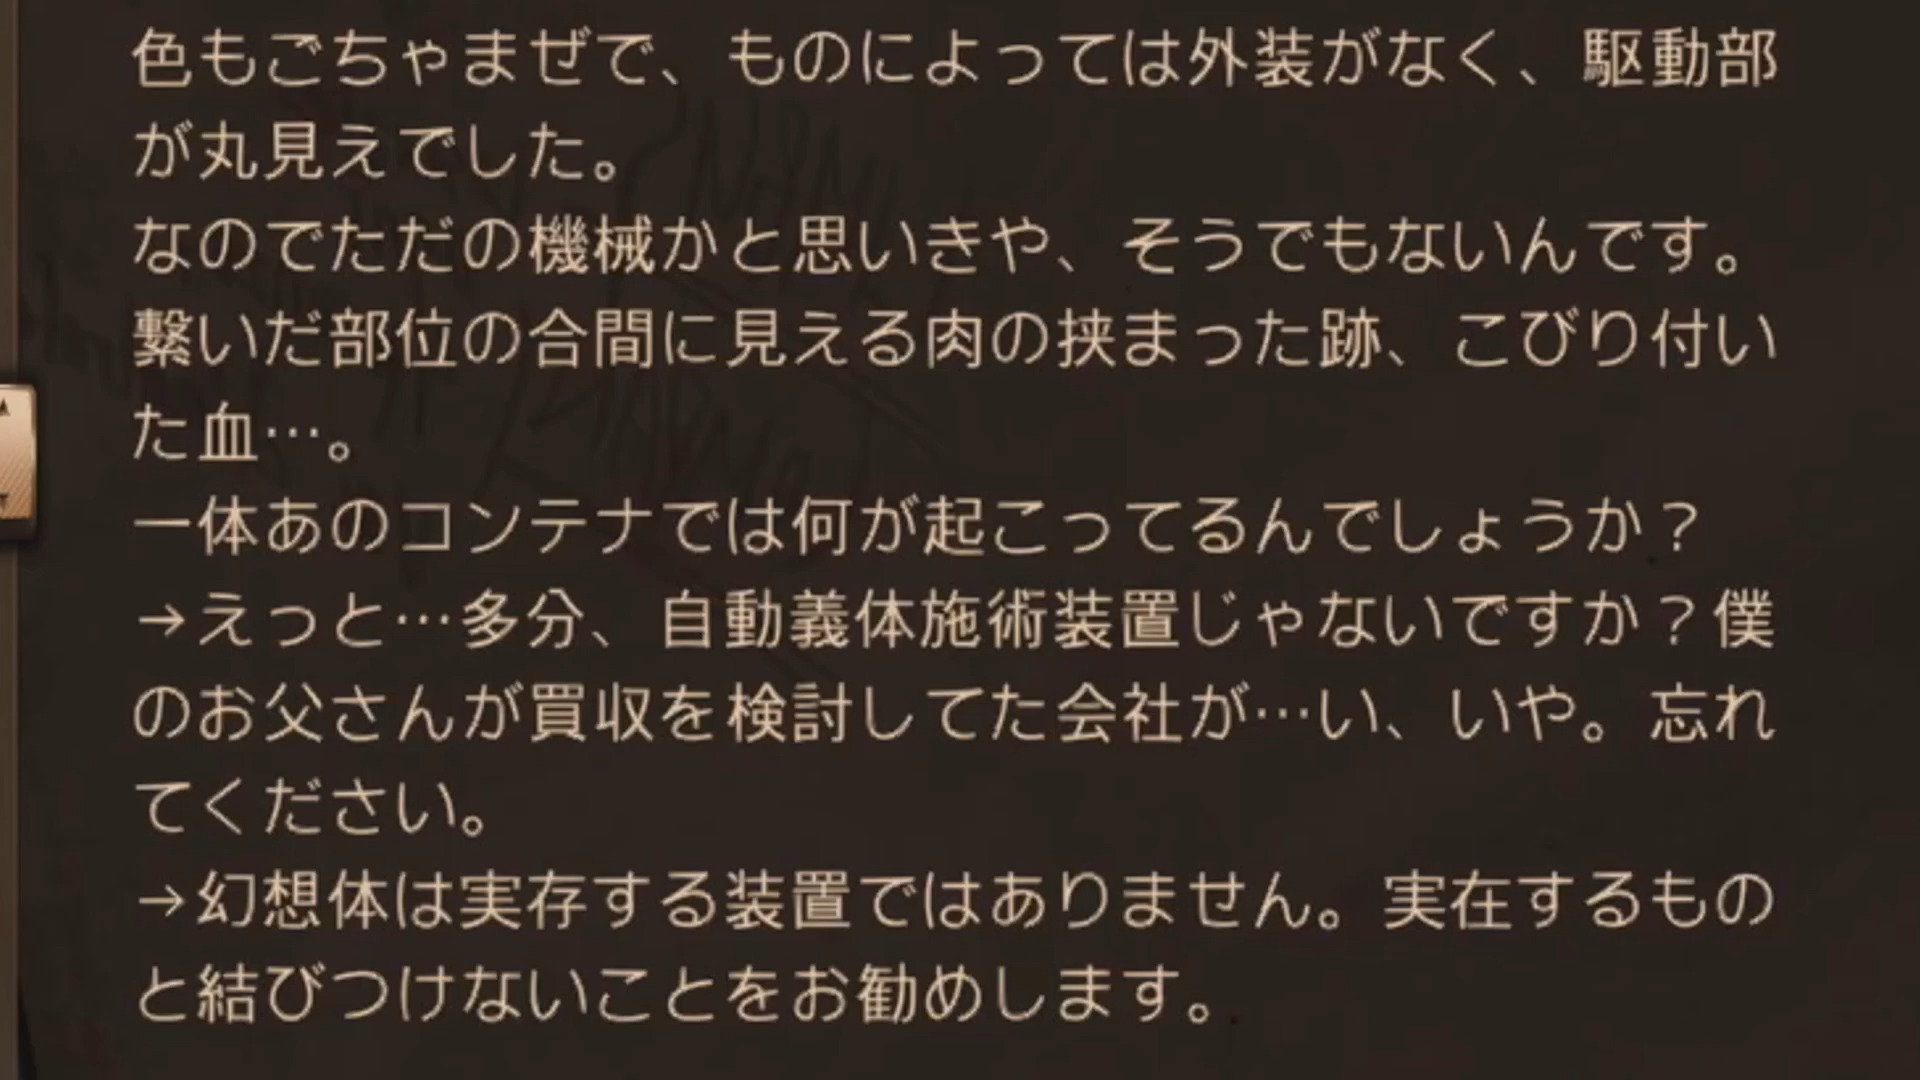 色もごちゃまぜで、ものによっては外装がなく、駆動部
が丸見えでした。
なのでただの機械かと思いきや、そうでもないんです。
繋いだ部位の合間に見える肉の挟まった跡、こびり付い
た血…。
一体あのコンテナでは何が起こってるんでしょうか？
→えっと…多分、自動義体施術装置じゃないですか？僕
のお父さんが買収を検討してた会社が…い、いや。忘れ
てください。
→幻想体は実存する装置ではありません。実在するもの
と結びつけないことをお勧めします。